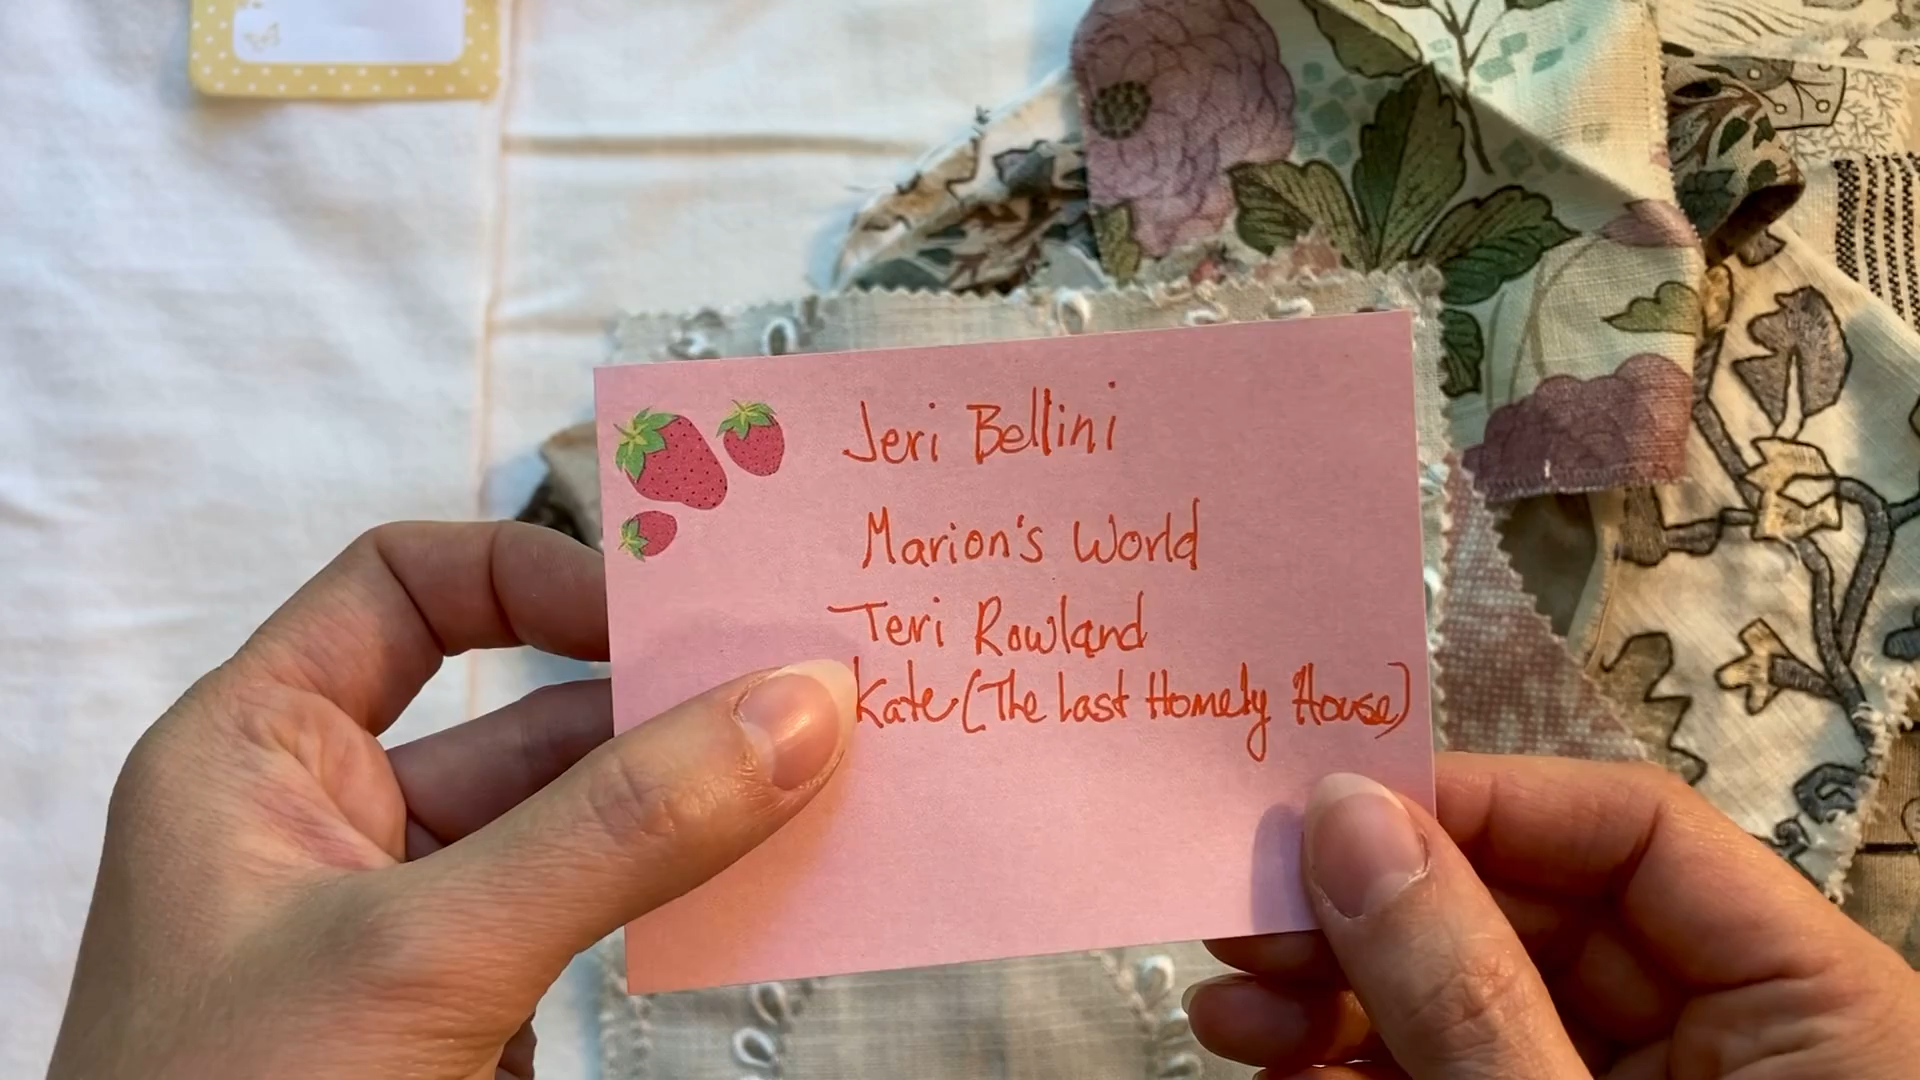 Jeri Bellini
Marion's World
Teri Rowland
Kate (The Last Homely House)